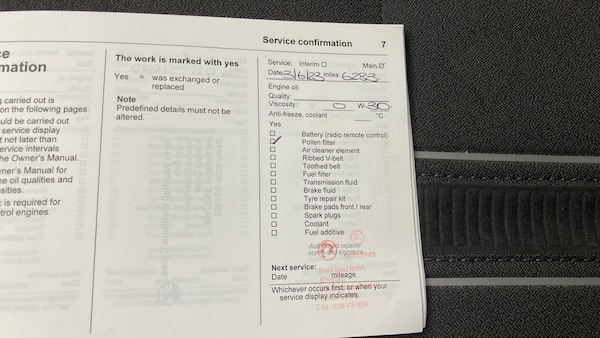 Service confirmation 7
ce
mation
g carried out is
on the following pages.
uld be carried out
service display
t not later than
ervice intervals
he Owner's Manual.
ner's Manual for
ne oil qualities and
sities.
is required for
trol engines.
The work is marked with yes
Yes = was exchanged or
replaced
Note
Predefined details must not be
altered.
Service: Interim ☐ Main ☑
Date: 3/6/23 miles 6283.
Engine oil
Quality:
Viscosity: 0 W-30.
Anti-freeze, coolant °C
Yes
☐ Battery (radio remote control)
☑ Pollen filter
☐ Air cleaner element
☐ Ribbed V-belt
☐ Toothed belt
☐ Fuel filter
☐ Transmission fluid
☐ Brake fluid
☐ Tyre repair kit
☐ Brake pads front / rear
☐ Spark plugs
☐ Coolant
☐ Fuel additive
Authorised repairer
signature
Next service:
Date mileage
Whichever occurs first, or when your
service display indicates.